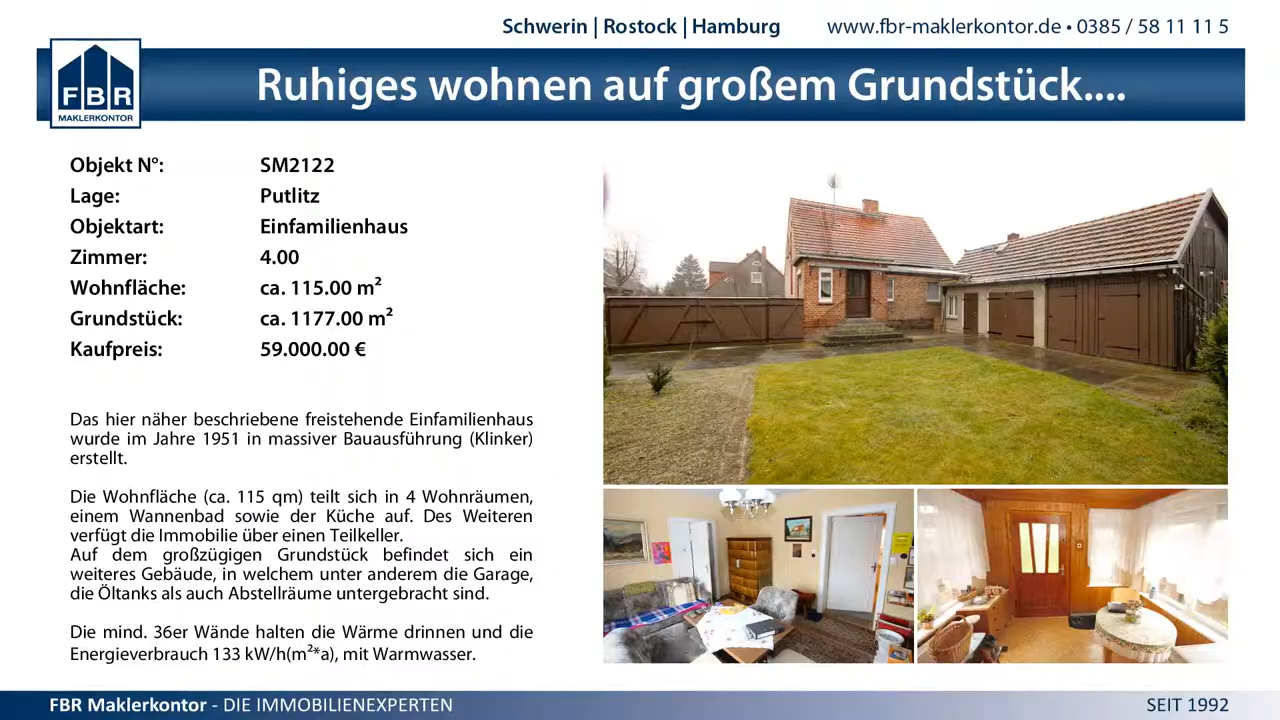 Schwerin | Rostock | Hamburg www.fbr-maklerkontor.de • 0385 / 58 11 11 5
FBR
MAKLERKONTOR
Ruhiges wohnen auf großem Grundstück....
Objekt N°: SM2122
Lage: Putlitz
Objektart: Einfamilienhaus
Zimmer: 4.00
Wohnfläche: ca. 115.00 m²
Grundstück: ca. 1177.00 m²
Kaufpreis: 59.000.00 €
Das hier näher beschriebene freistehende Einfamilienhaus
wurde im Jahre 1951 in massiver Bauausführung (Klinker)
erstellt.
Die Wohnfläche (ca. 115 qm) teilt sich in 4 Wohnräumen,
einem Wannenbad sowie der Küche auf. Des Weiteren
verfügt die Immobilie über einen Teilkeller.
Auf dem großzügigen Grundstück befindet sich ein
weiteres Gebäude, in welchem unter anderem die Garage,
die Öltanks als auch Abstellräume untergebracht sind.
Die mind. 36er Wände halten die Wärme drinnen und die
Energieverbrauch 133 kW/h(m²*a), mit Warmwasser.
FBR Maklerkontor - DIE IMMOBILIENEXPERTEN SEIT 1992